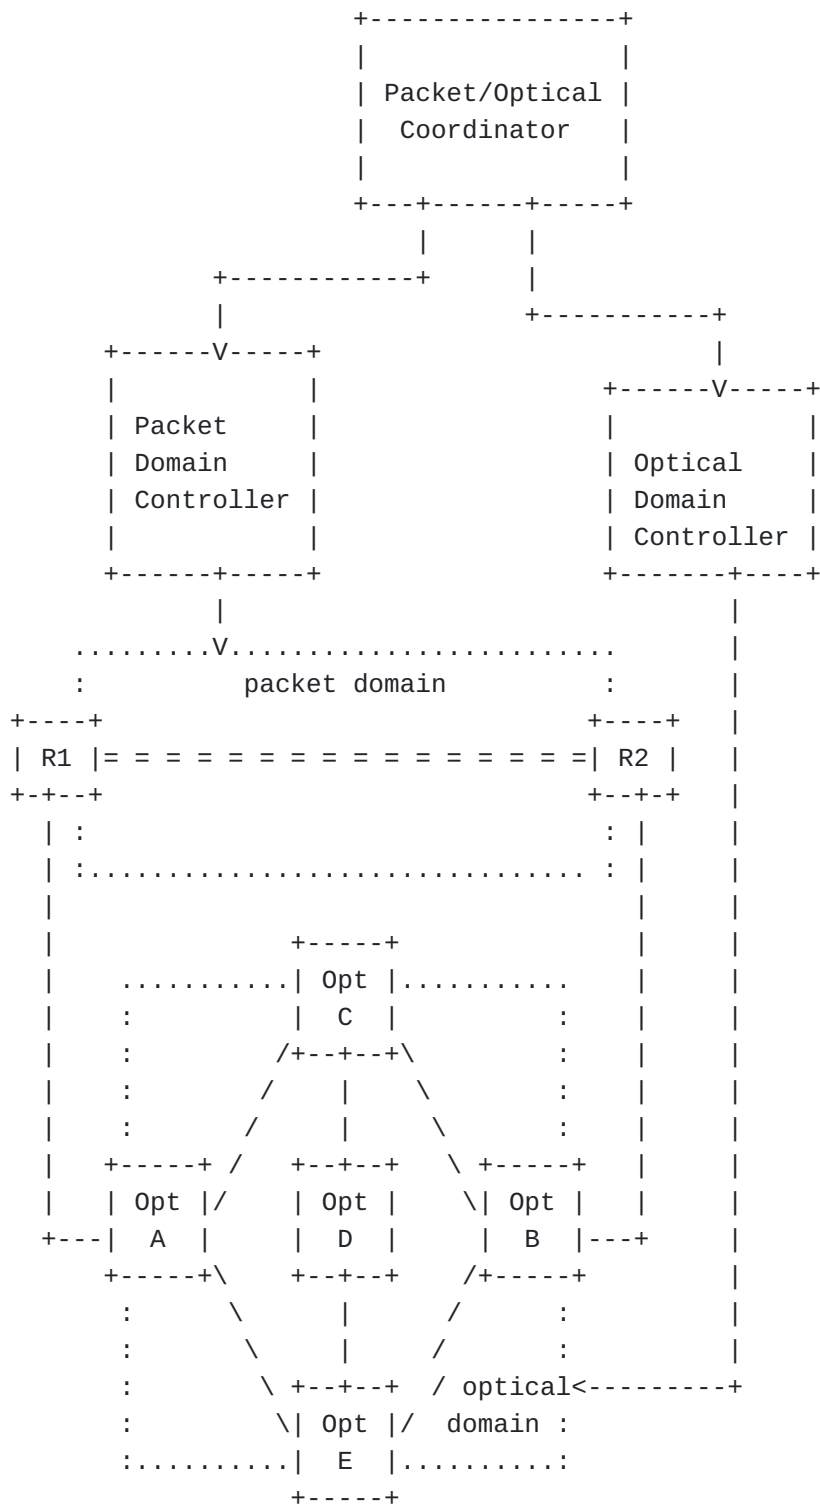 Packet/Optical
Coordinator
Packet
Domain
Controller
Optical
Domain
Controller
packet domain
R1
R2
Opt
C
Opt
A
Opt
D
Opt
B
optical
domain
Opt
E